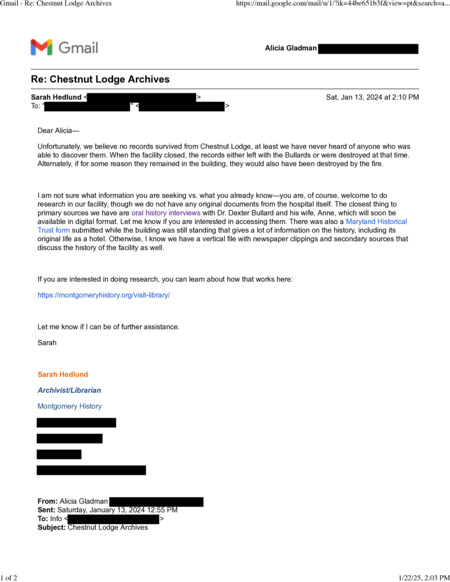 Gmail - Re: Chestnut Lodge Archives
https://mail.google.com/mail/u/1/?ik=44be651b3f&view=pt&search=a...
Gmail
Alicia Gladman
Re: Chestnut Lodge Archives
Sarah Hedlund < >
Sat, Jan 13, 2024 at 2:10 PM
To: " " < >
Dear Alicia—
Unfortunately, we believe no records survived from Chestnut Lodge, at least we have never heard of anyone who was
able to discover them. When the facility closed, the records either left with the Bullards or were destroyed at that time.
Alternately, if for some reason they remained in the building, they would also have been destroyed by the fire.
I am not sure what information you are seeking vs. what you already know—you are, of course, welcome to do
research in our facility, though we do not have any original documents from the hospital itself. The closest thing to
primary sources we have are oral history interviews with Dr. Dexter Bullard and his wife, Anne, which will soon be
available in digital format. Let me know if you are interested in accessing them. There was also a Maryland Historical
Trust form submitted while the building was still standing that gives a lot of information on the history, including its
original life as a hotel. Otherwise, I know we have a vertical file with newspaper clippings and secondary sources that
discuss the history of the facility as well.
If you are interested in doing research, you can learn about how that works here:
https://montgomeryhistory.org/visit-library/
Let me know if I can be of further assistance.
Sarah
Sarah Hedlund
Archivist/Librarian
Montgomery History
From: Alicia Gladman
Sent: Saturday, January 13, 2024 12:55 PM
To: Info < >
Subject: Chestnut Lodge Archives
1 of 2
1/22/25, 2:03 PM